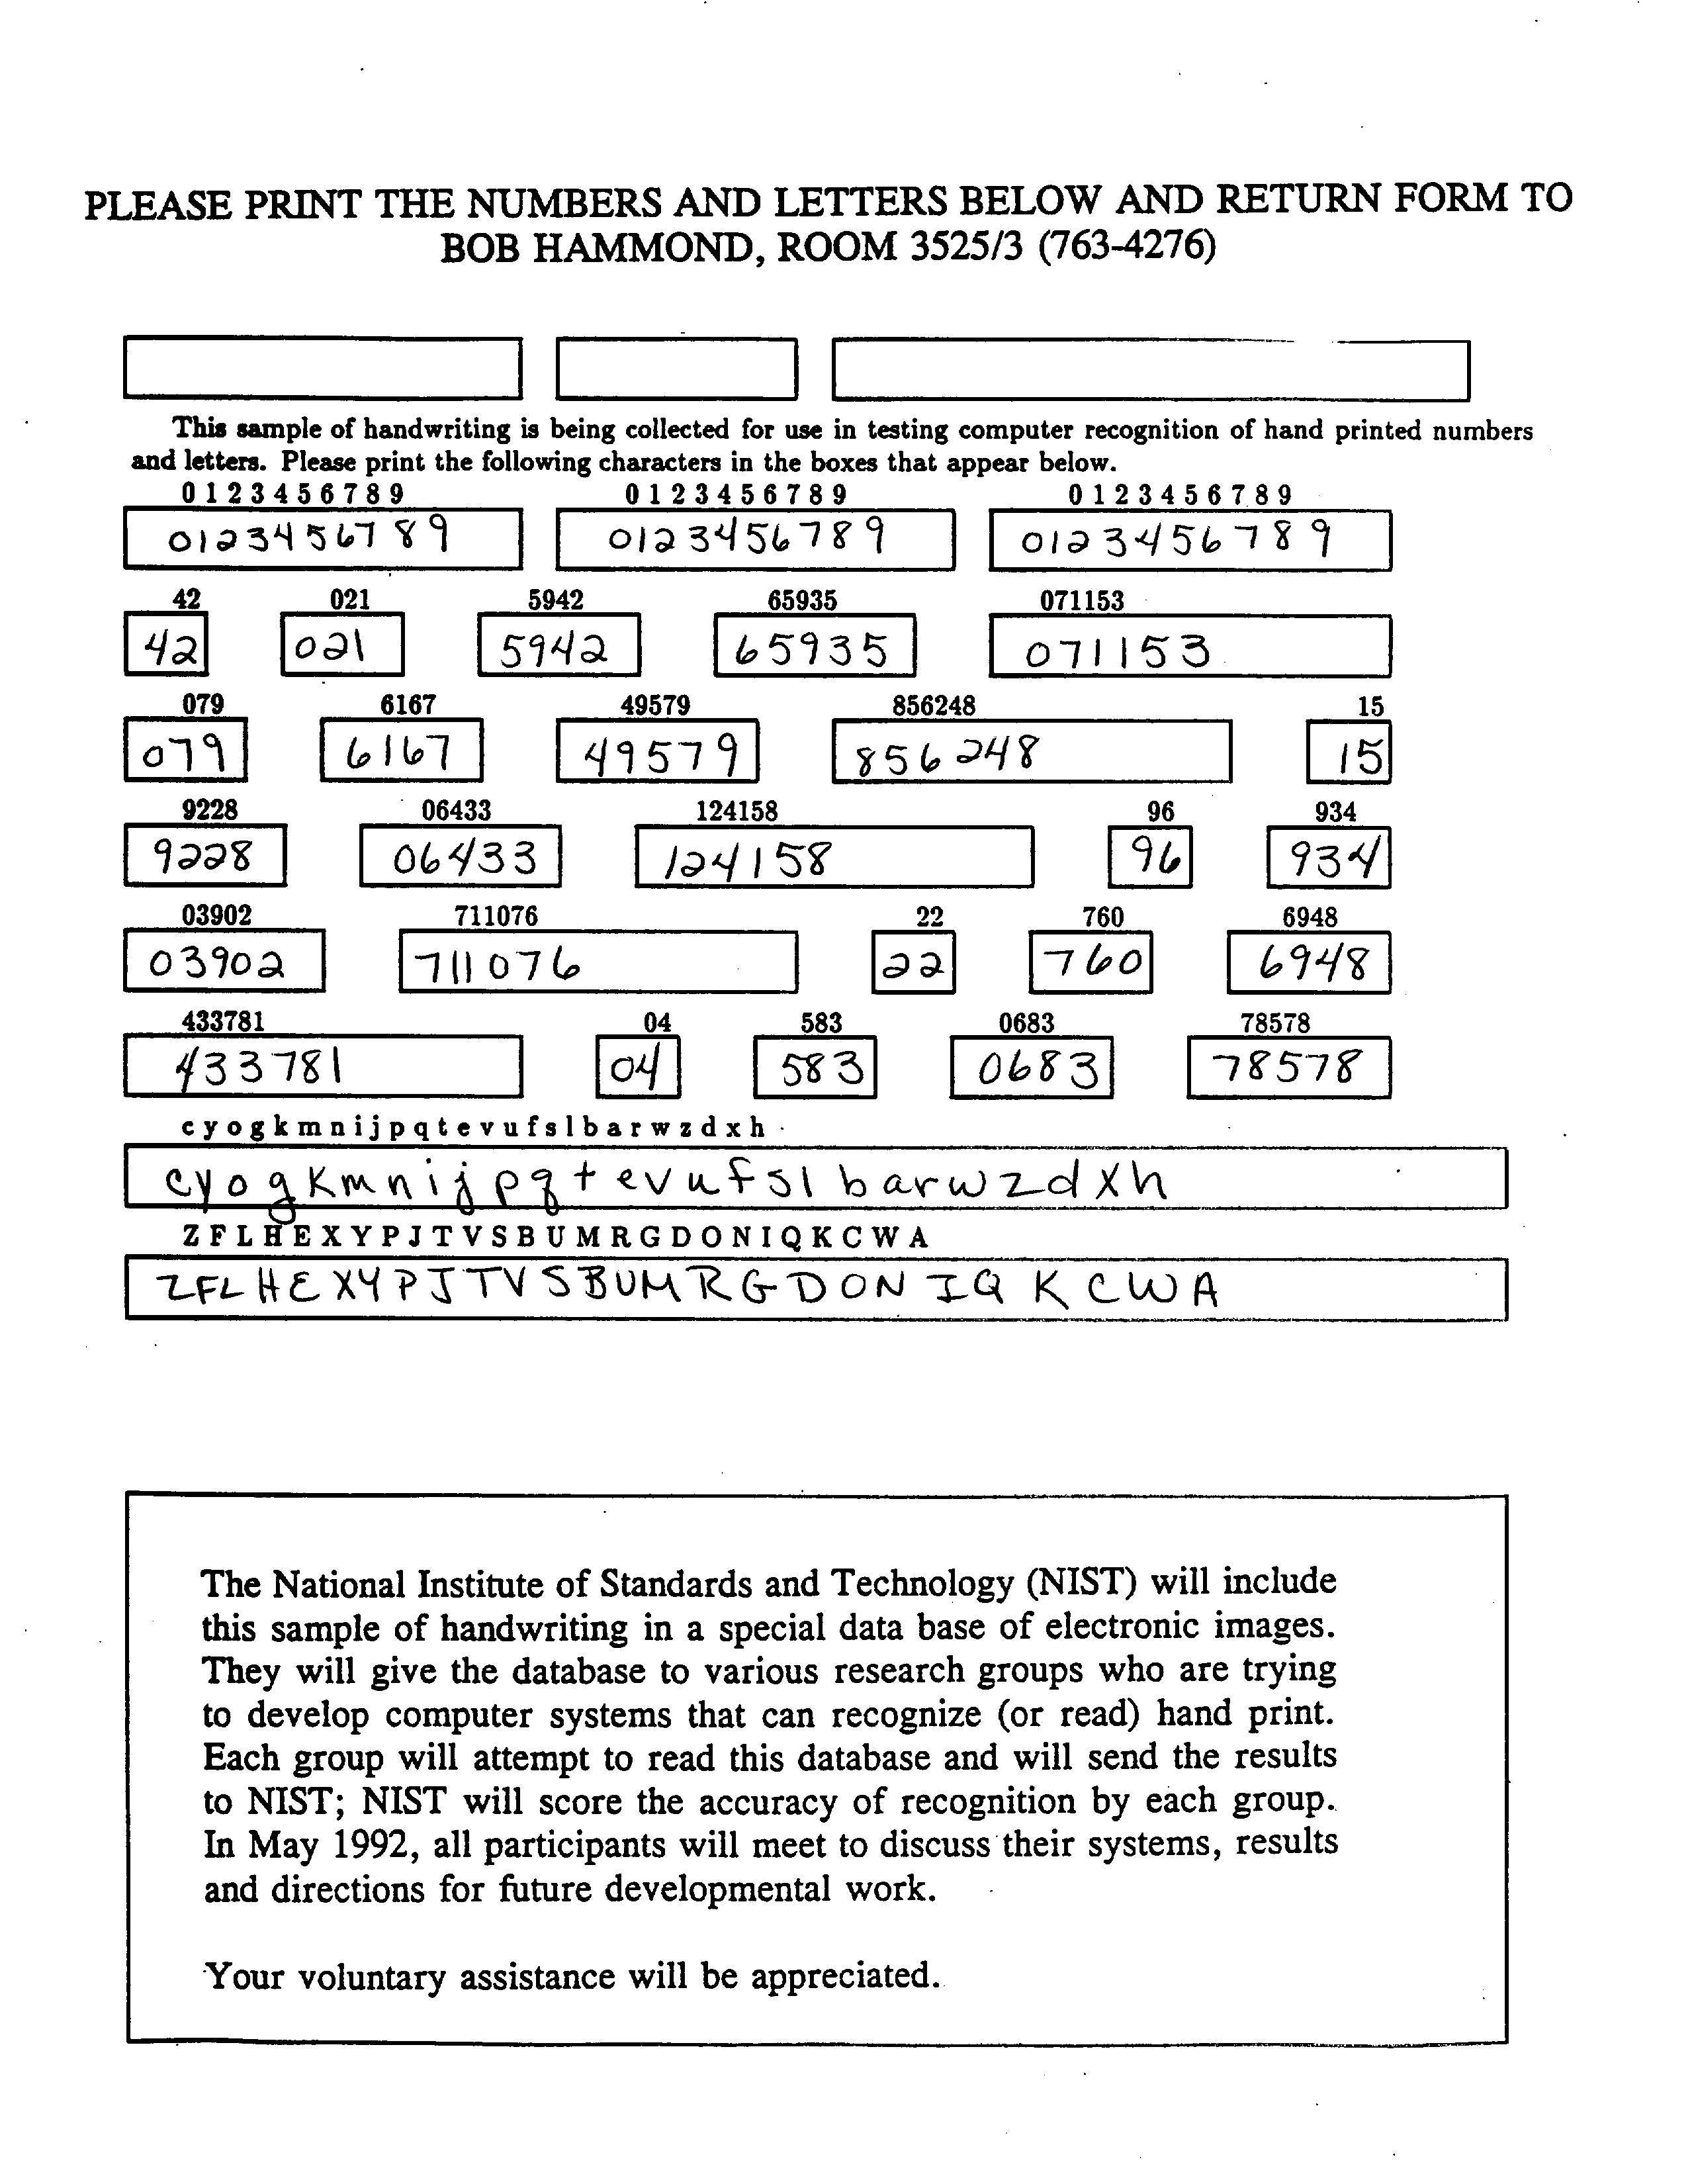 PLEASE PRINT THE NUMBERS AND LETTERS BELOW AND RETURN FORM TO
BOB HAMMOND, ROOM 3525/3 (763-4276)
This sample of handwriting is being collected for use in testing computer recognition of hand printed numbers
and letters. Please print the following characters in the boxes that appear below.
0 1 2 3 4 5 6 7 8 9 0 1 2 3 4 5 6 7 8 9 0 1 2 3 4 5 6 7 8 9
0123456789 0123456789 0123456789
42 021 5942 65935 071153
42 021 5942 65935 071153
079 6167 49579 856248 15
079 6167 49579 856248 15
9228 06433 124158 96 934
9228 06433 124158 96 934
03902 711076 22 760 6948
03902 711076 22 760 6948
433781 04 583 0683 78578
433781 04 583 0683 78578
c y o g k m n i j p q t e v u f s l b a r w z d x h
cyogkmnijpqtevufslbarwzdxh
Z F L H E X Y P J T V S B U M R G D O N I Q K C W A
ZFLHEXYPJTVSBUMRGDONIQKCWA
The National Institute of Standards and Technology (NIST) will include
this sample of handwriting in a special data base of electronic images.
They will give the database to various research groups who are trying
to develop computer systems that can recognize (or read) hand print.
Each group will attempt to read this database and will send the results
to NIST; NIST will score the accuracy of recognition by each group.
In May 1992, all participants will meet to discuss their systems, results
and directions for future developmental work.
Your voluntary assistance will be appreciated.